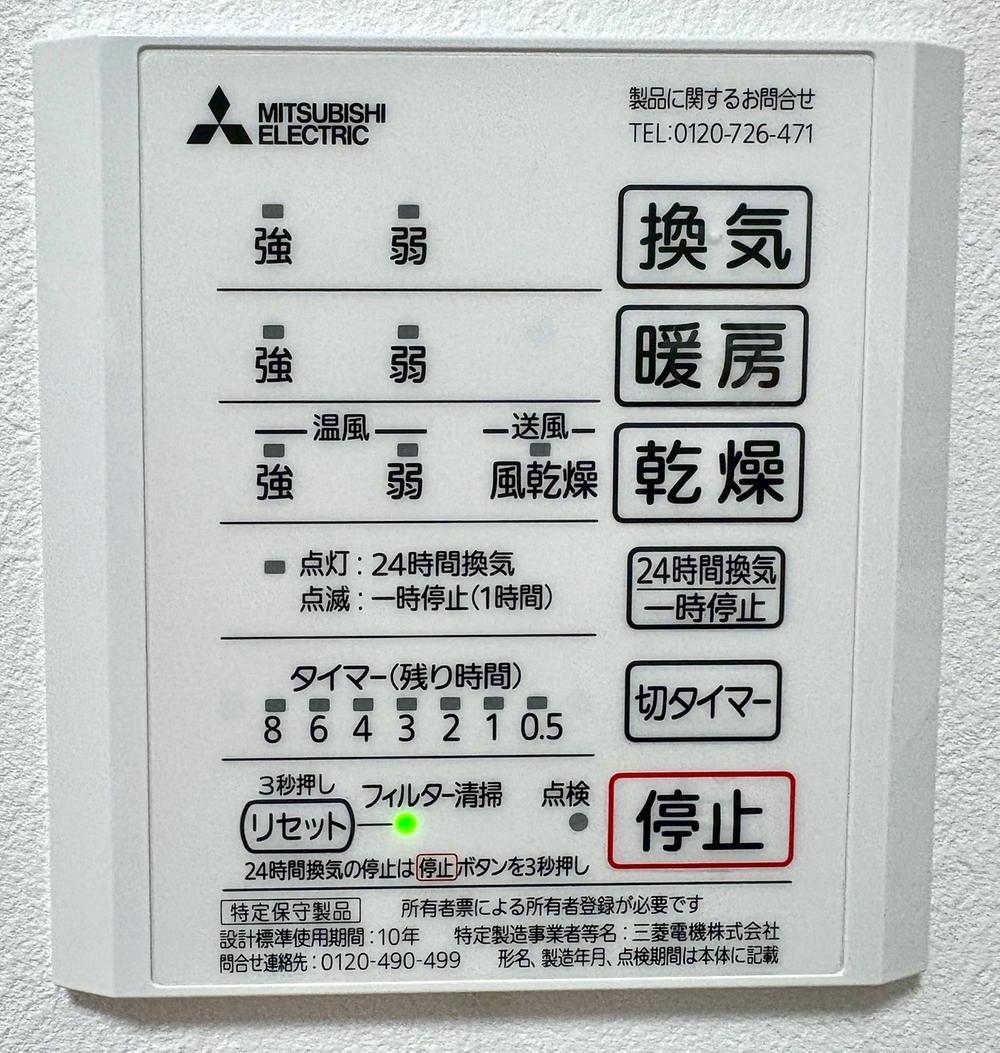 MITSUBISHI
ELECTRIC
製品に関するお問合せ
TEL:0120-726-471
強 弱 換気
強 弱 暖房
温風 送風
強 弱 風乾燥 乾燥
点灯：24時間換気
点滅：一時停止(1時間)
24時間換気
一時停止
タイマー(残り時間)
8 6 4 3 2 1 0.5
切タイマー
3秒押し
リセット フィルター清掃 点検
停止
24時間換気の停止は停止ボタンを3秒押し
特定保守製品 所有者票による所有者登録が必要です
設計標準使用期間：10年 特定製造事業者等名：三菱電機株式会社
問合せ連絡先：0120-490-499 形名、製造年月、点検期間は本体に記載